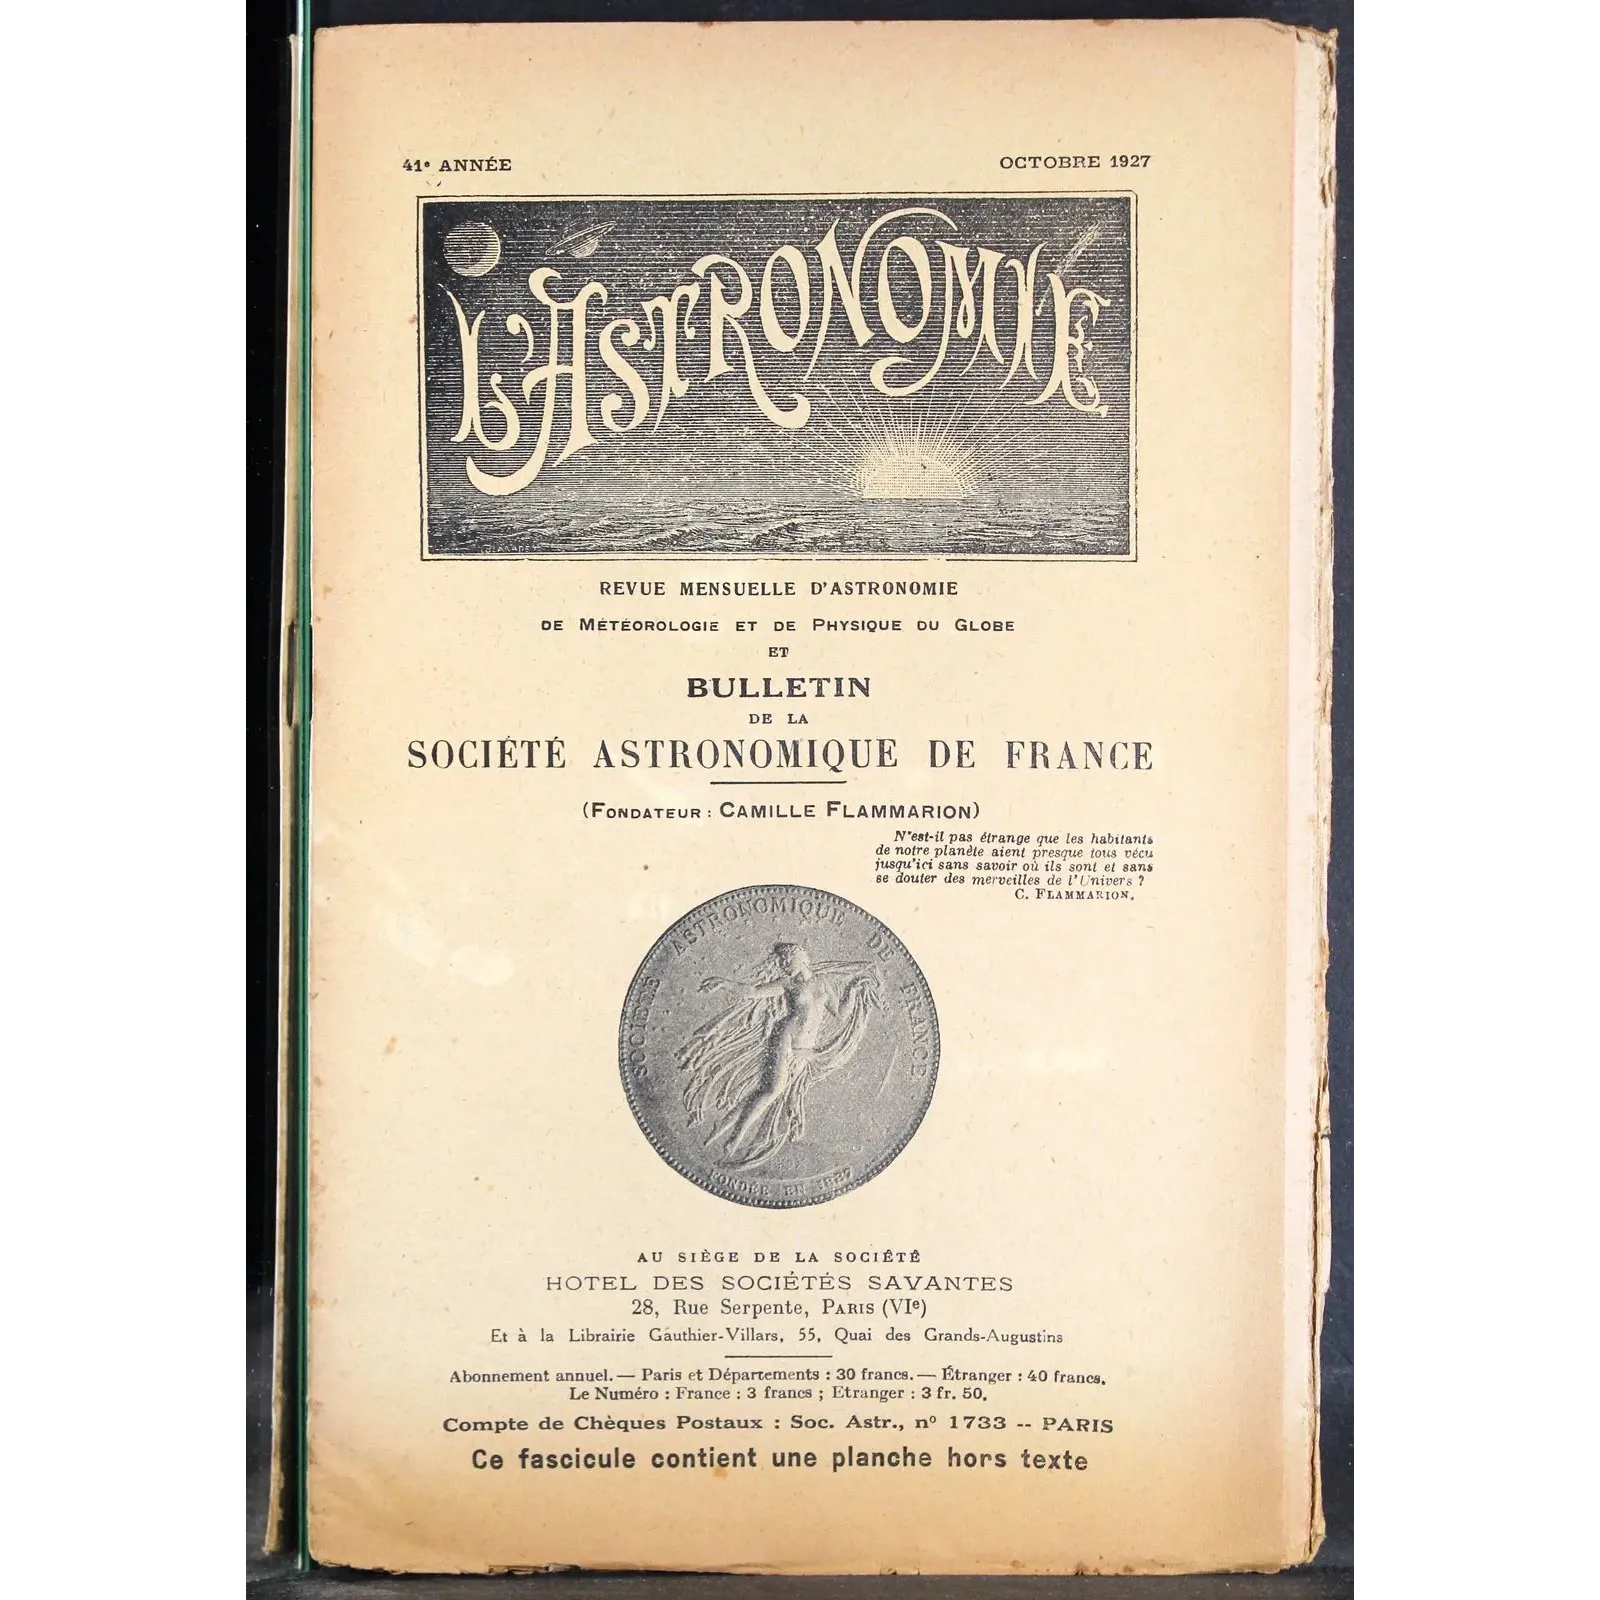 41e ANNÉE
OCTOBRE 1927
L'ASTRONOMIE
REVUE MENSUELLE D'ASTRONOMIE
DE MÉTÉOROLOGIE ET DE PHYSIQUE DU GLOBE
ET
BULLETIN
DE LA
SOCIÉTÉ ASTRONOMIQUE DE FRANCE
(FONDATEUR : CAMILLE FLAMMARION)
N'est-il pas étrange que les habitants
de notre planète aient presque tous vécu
jusqu'ici sans savoir où ils sont et sans
se douter des merveilles de l'Univers ?
C. FLAMMARION.
SOCIÉTÉ ASTRONOMIQUE DE FRANCE
FONDÉE EN 1887
AU SIÈGE DE LA SOCIÉTÉ
HOTEL DES SOCIÉTÉS SAVANTES
28, Rue Serpente, PARIS (VIe)
Et à la Librairie Gauthier-Villars, 55, Quai des Grands-Augustins
Abonnement annuel. — Paris et Départements : 30 francs. — Étranger : 40 francs.
Le Numéro : France : 3 francs ; Etranger : 3 fr. 50.
Compte de Chèques Postaux : Soc. Astr., nº 1733 -- PARIS
Ce fascicule contient une planche hors texte